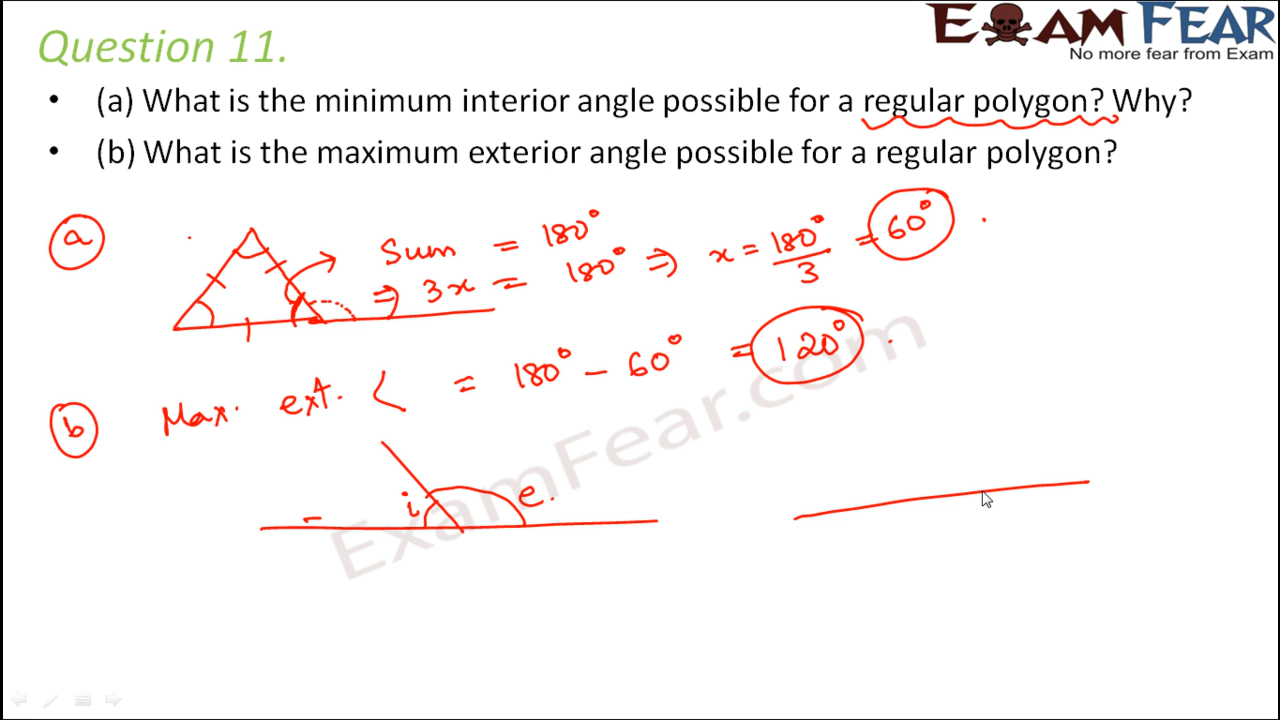 EXAM FEAR
No more fear from Exam
Question 11.
• (a) What is the minimum interior angle possible for a regular polygon? Why?
• (b) What is the maximum exterior angle possible for a regular polygon?
a
Sum = 180°
⇒ 3x = 180° ⇒ x = 180°/3 = 60°
b Max. ext. < = 180° - 60° = 120°.
i e.
ExamFear.com